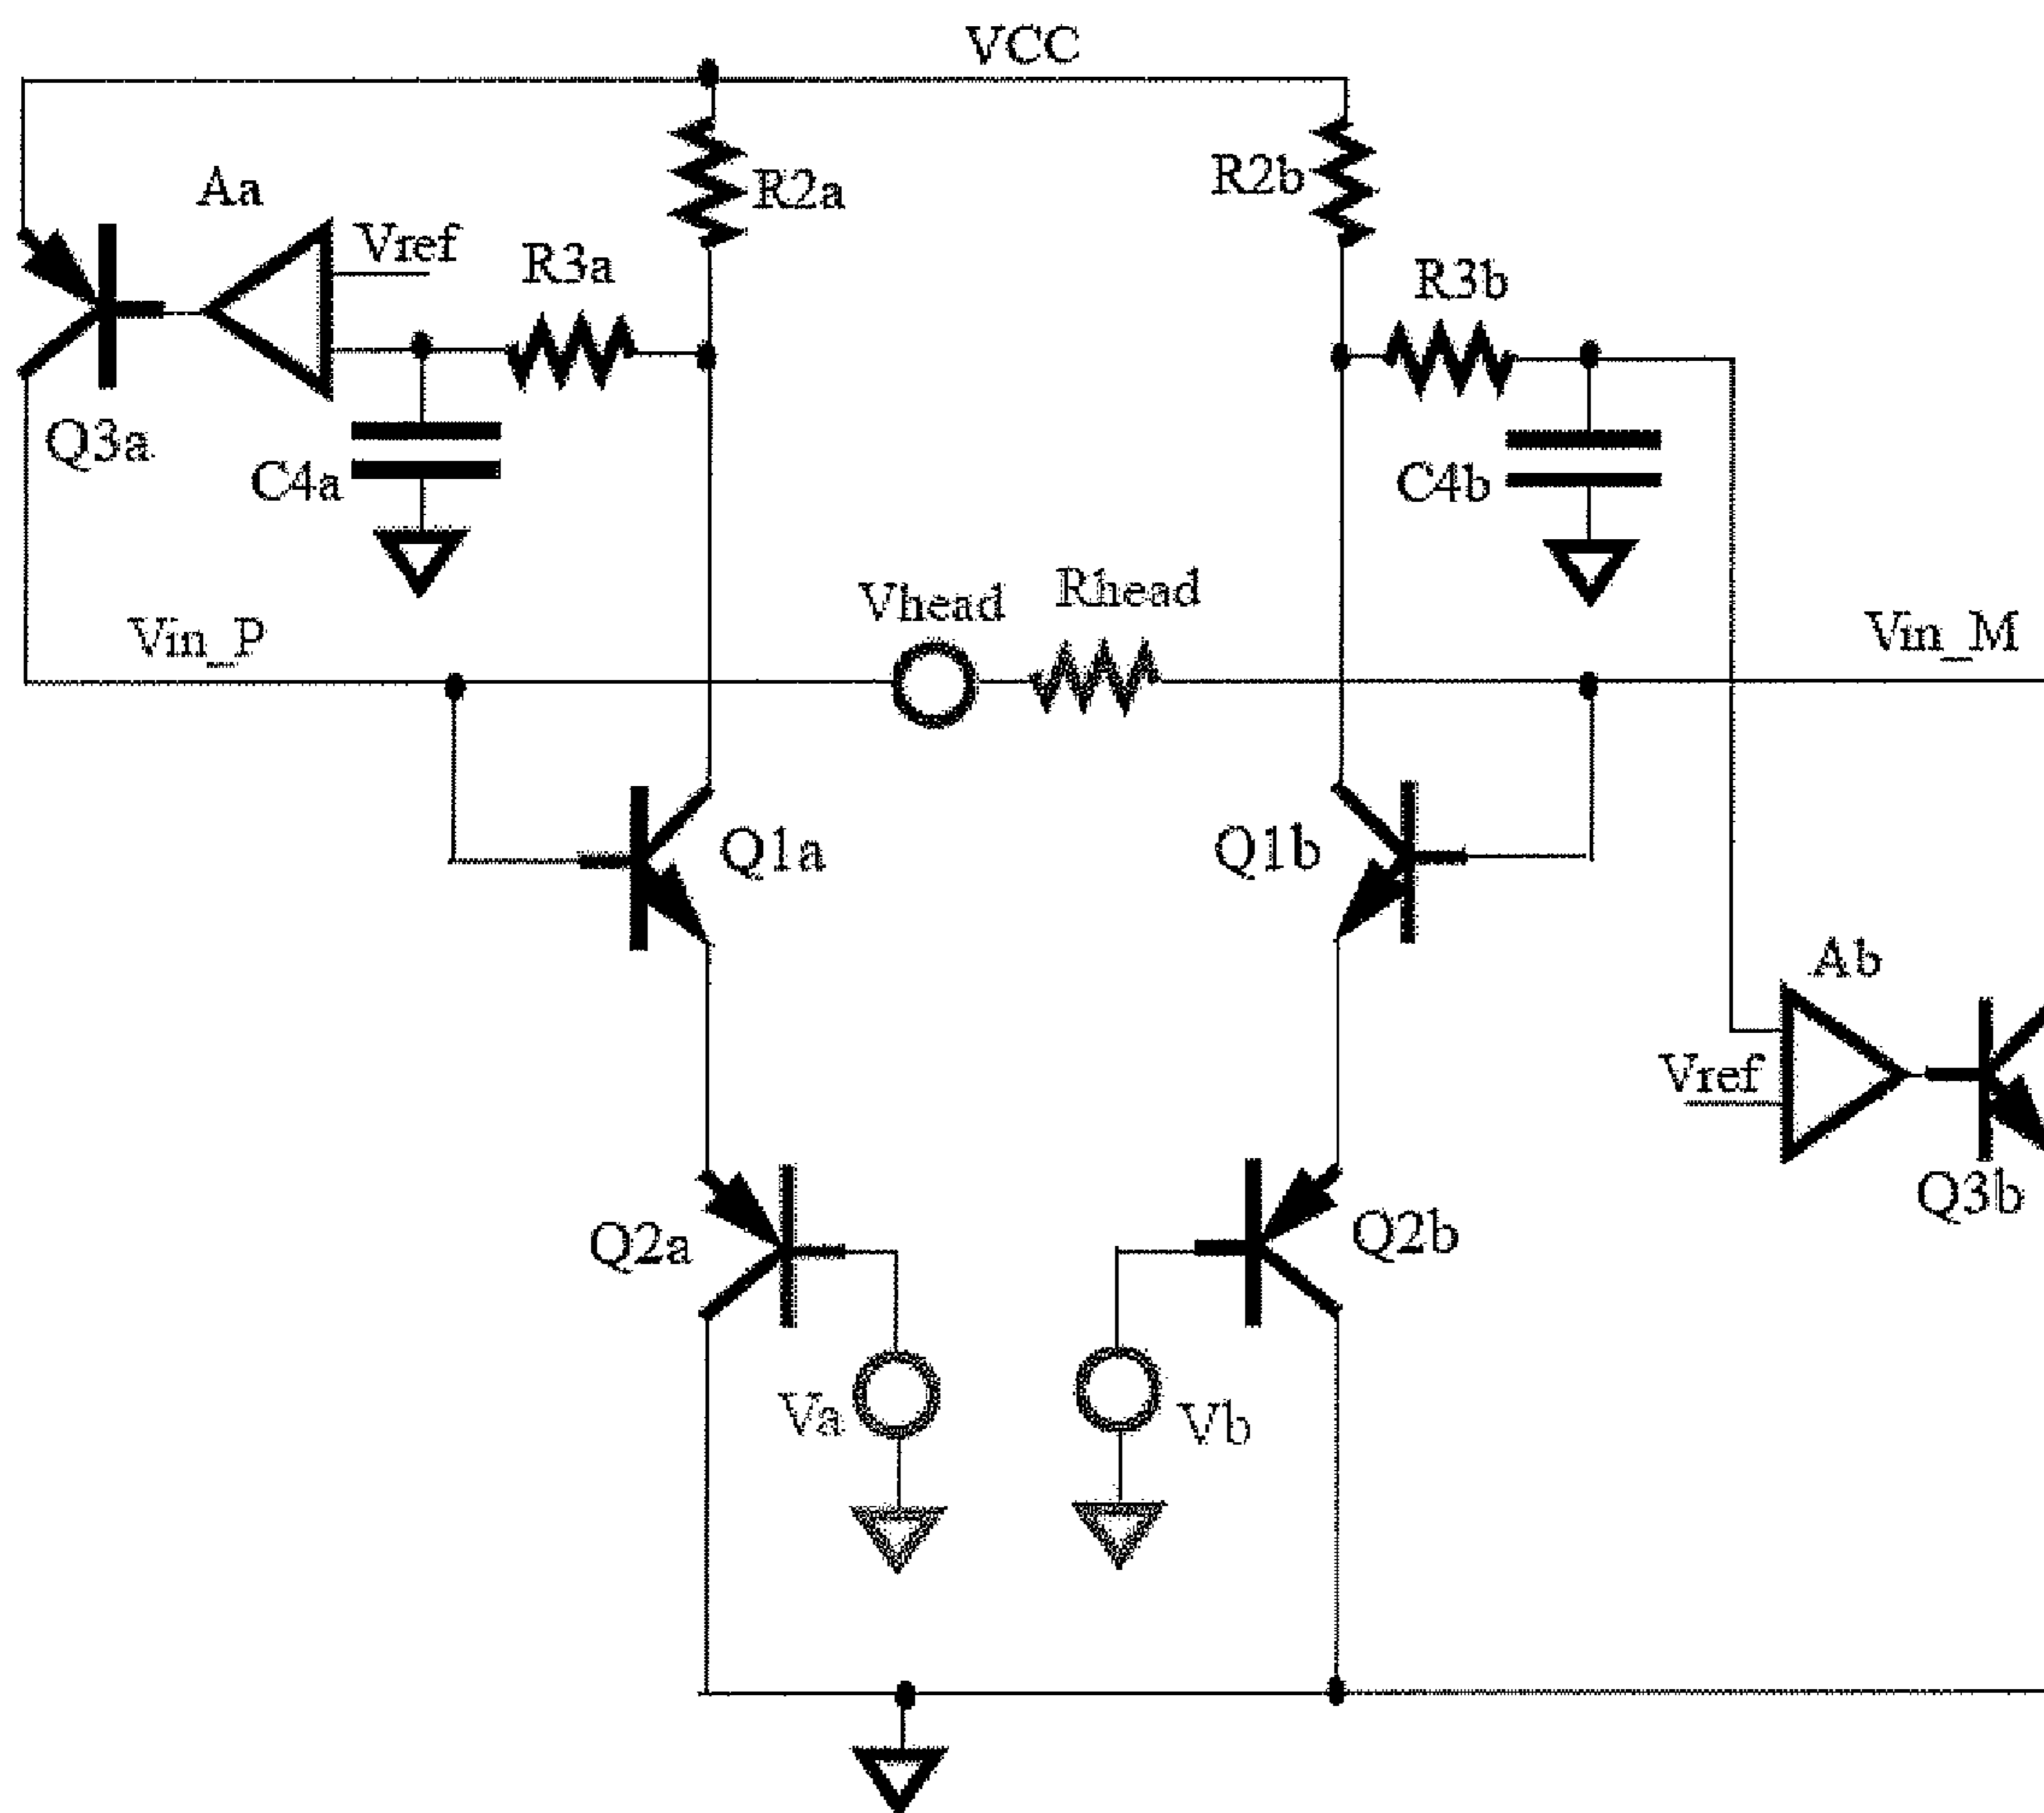 VCC
Aa
R2a
R2b
Vref
R3a
R3b
Q3a
C4a
C4b
Vhead
Rhead
Vin_P
Vin_M
Q1a
Q1b
Ab
Vref
Q3b
Q2a
Q2b
Va
Vb